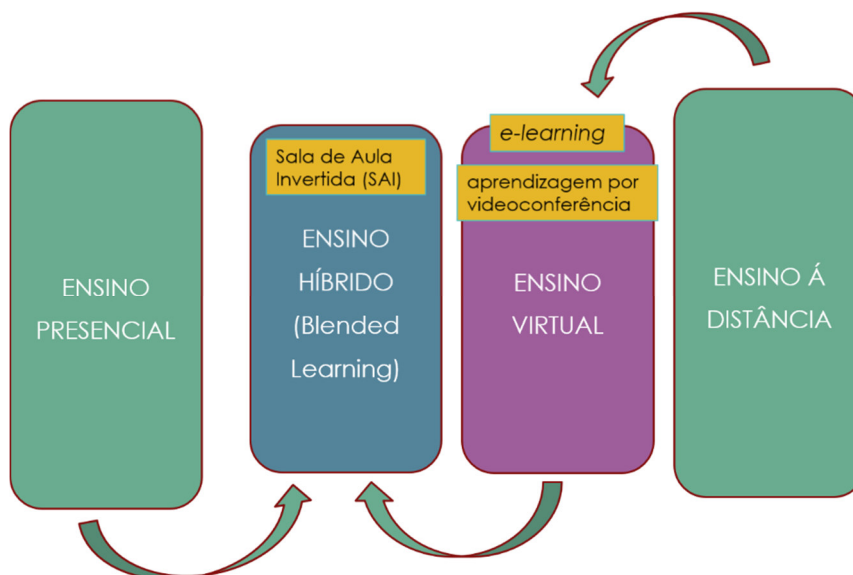 ENSINO
PRESENCIAL
Sala de Aula
Invertida (SAI)
ENSINO
HÍBRIDO
(Blended
Learning)
e-learning
aprendizagem por
videoconferência
ENSINO
VIRTUAL
ENSINO Á
DISTÂNCIA